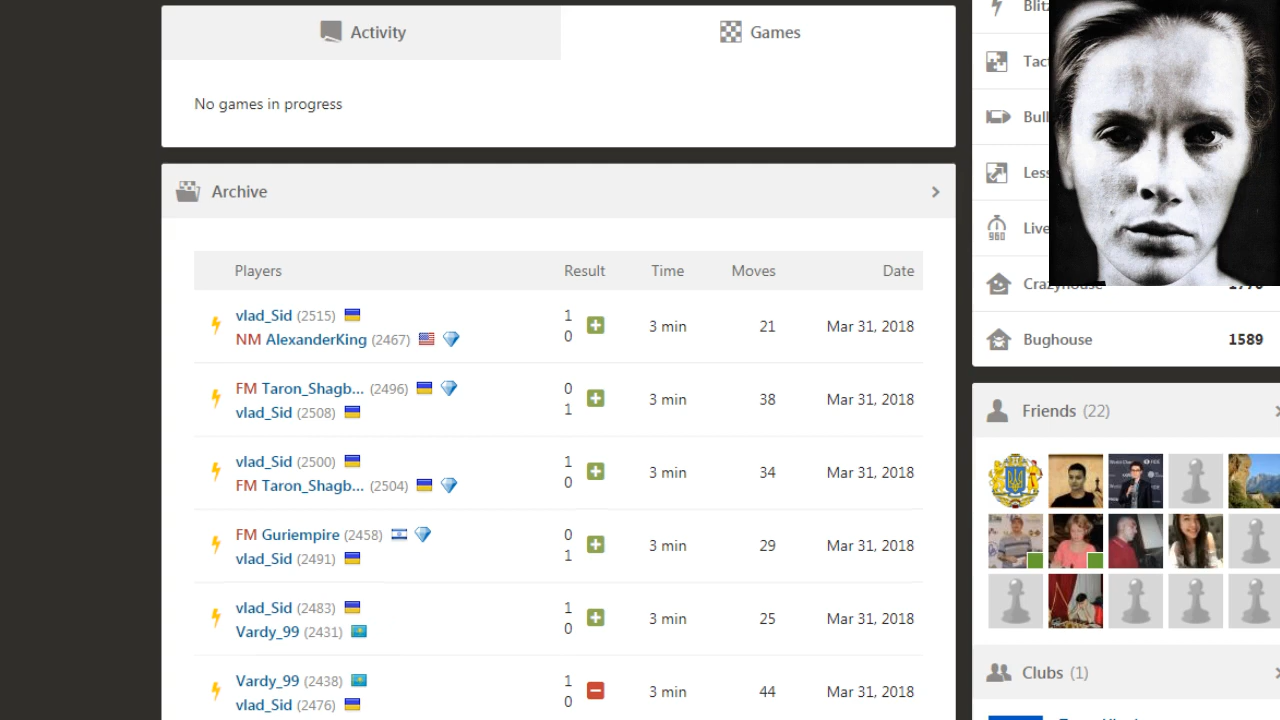 Activity
Games
No games in progress
Archive
Players Result Time Moves Date
vlad_Sid (2515) 1
NM AlexanderKing (2467) 0
3 min 21 Mar 31, 2018
FM Taron_Shagb... (2496) 0
vlad_Sid (2508) 1
3 min 38 Mar 31, 2018
vlad_Sid (2500) 1
FM Taron_Shagb... (2504) 0
3 min 34 Mar 31, 2018
FM Guriempire (2458) 0
vlad_Sid (2491) 1
3 min 29 Mar 31, 2018
vlad_Sid (2483) 1
Vardy_99 (2431) 0
3 min 25 Mar 31, 2018
Vardy_99 (2438) 1
vlad_Sid (2476) 0
3 min 44 Mar 31, 2018
Blitz
Tact
Bull
Less
Live
960
Crazyhouse
Bughouse 1589
Friends (22)
Clubs (1)